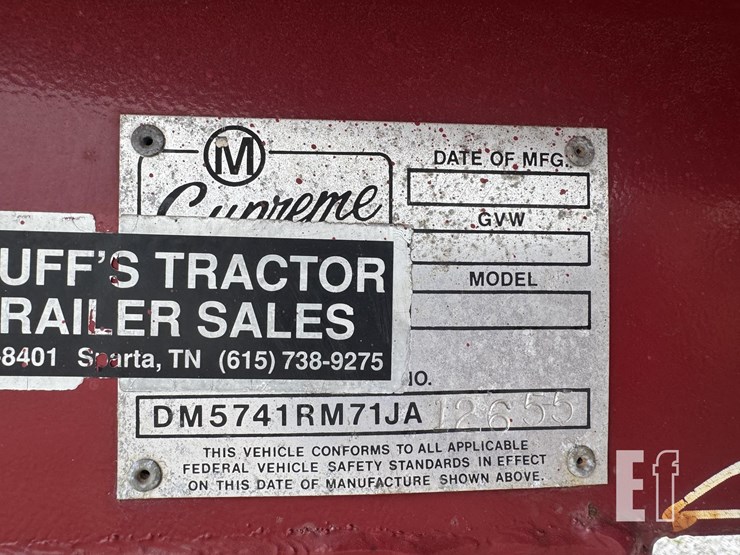 M
Supreme
DATE OF MFG.
GVW
MODEL
UFF'S TRACTOR
RAILER SALES
-8401 Sparta, TN (615) 738-9275
NO.
DM5741RM71JA 12655
THIS VEHICLE CONFORMS TO ALL APPLICABLE
FEDERAL VEHICLE SAFETY STANDARDS IN EFFECT
ON THIS DATE OF MANUFACTURE SHOWN ABOVE.
Ef